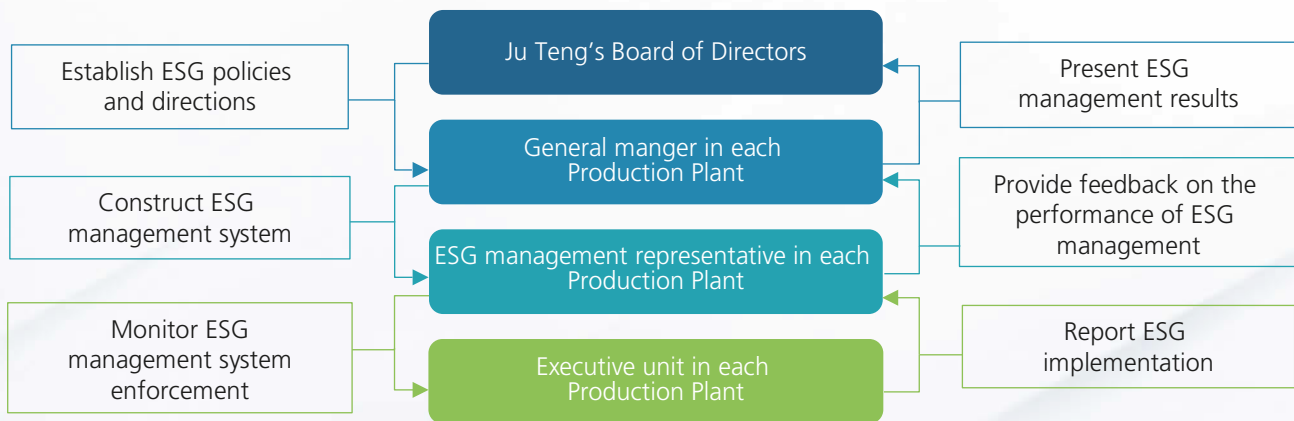 Ju Teng's Board of Directors
Establish ESG policies
and directions
Present ESG
management results
General manger in each
Production Plant
Construct ESG
management system
Provide feedback on the
performance of ESG
management
ESG management representative in each
Production Plant
Monitor ESG
management system
enforcement
Report ESG
implementation
Executive unit in each
Production Plant